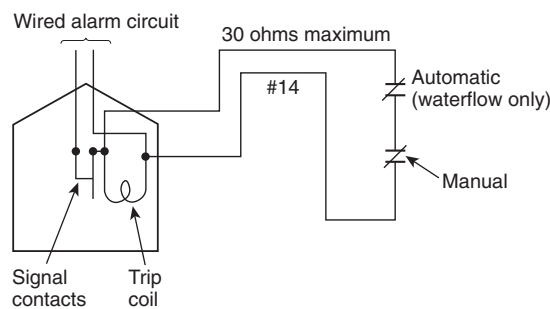 Wired alarm circuit
30 ohms maximum
#14
Automatic
(waterflow only)
Manual
Signal
contacts
Trip
coil